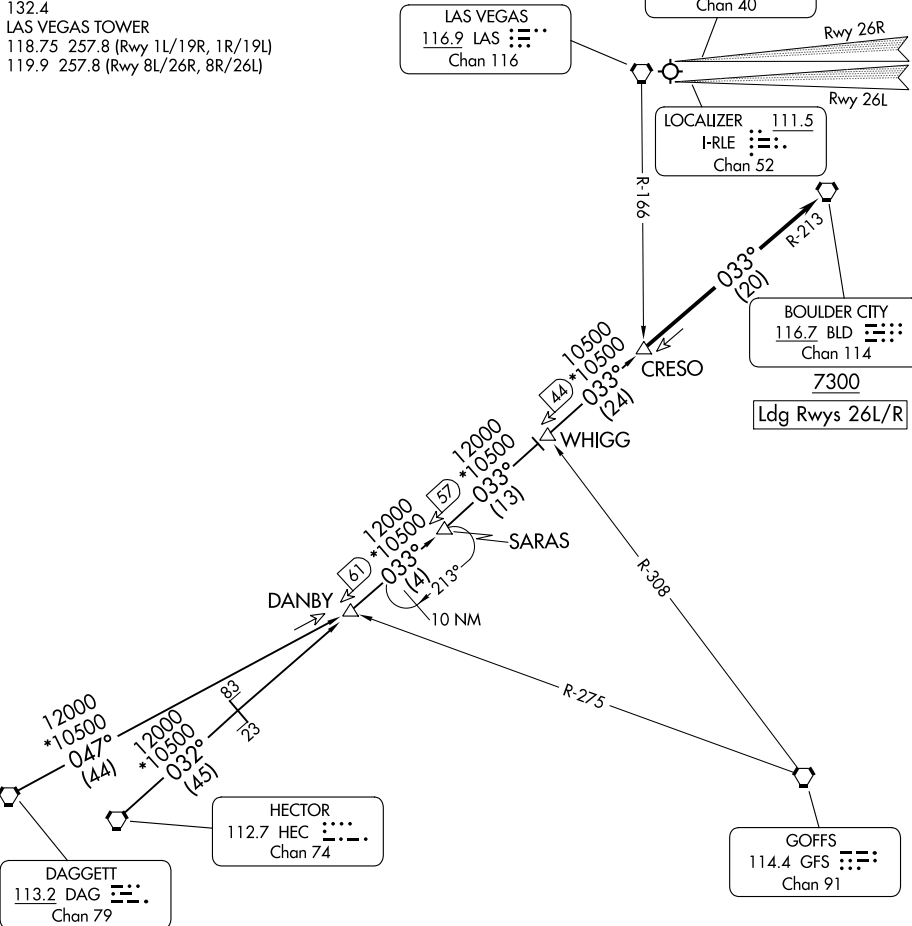 132.4
LAS VEGAS TOWER
118.75 257.8 (Rwy 1L/19R, 1R/19L)
119.9 257.8 (Rwy 8L/26R, 8R/26L)
LAS VEGAS
116.9 LAS
Chan 116
Chan 40
Rwy 26R
Rwy 26L
LOCALIZER 111.5
I-RLE
Chan 52
R-166
R-213
033°
(20)
BOULDER CITY
116.7 BLD
Chan 114
7300
Ldg Rwys 26L/R
CRESO
10500
*10500
033°
(24)
44
WHIGG
12000
*10500
033°
(13)
57
SARAS
12000
*10500
033°
(4)
61
213°
10 NM
DANBY
R-308
R-275
83
23
12000
*10500
047°
(44)
12000
*10500
032°
(45)
HECTOR
112.7 HEC
Chan 74
GOFFS
114.4 GFS
Chan 91
DAGGETT
113.2 DAG
Chan 79